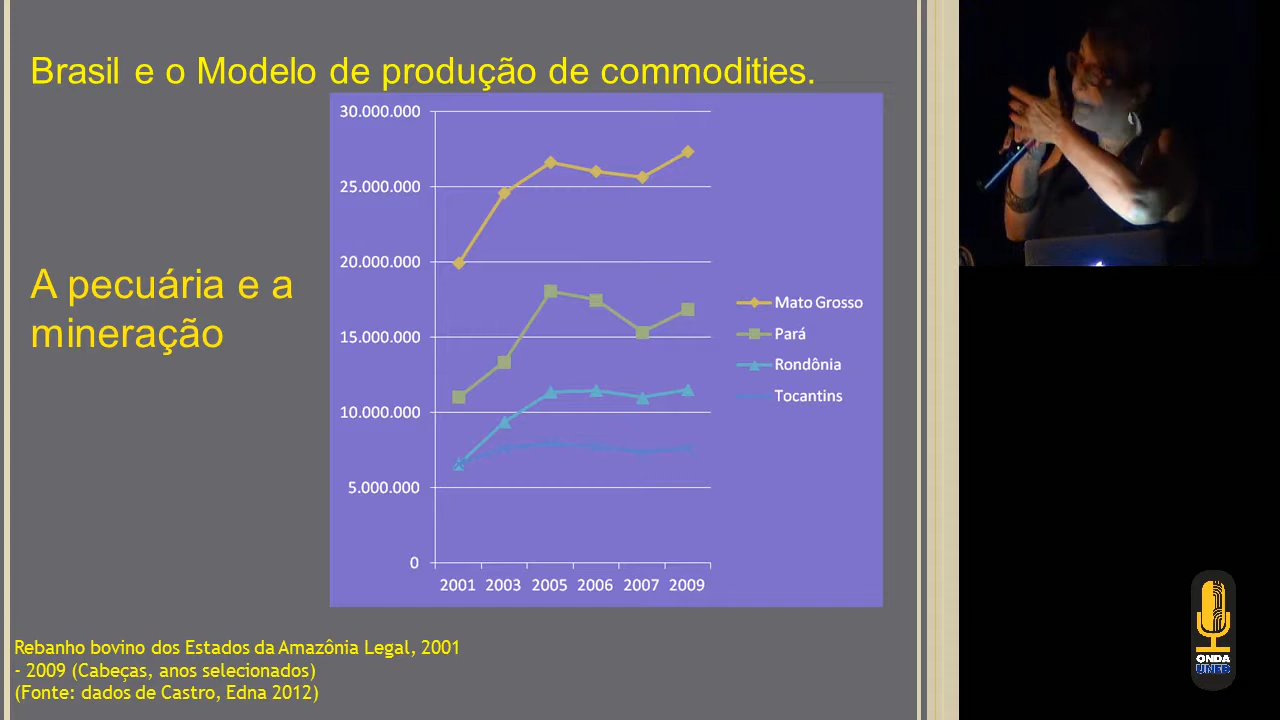 Brasil e o Modelo de produção de commodities.
A pecuária e a
mineração
30.000.000
25.000.000
20.000.000
15.000.000
10.000.000
5.000.000
0
2001 2003 2005 2006 2007 2009
Mato Grosso
Pará
Rondônia
Tocantins
Rebanho bovino dos Estados da Amazônia Legal, 2001
- 2009 (Cabeças, anos selecionados)
(Fonte: dados de Castro, Edna 2012)
ONDA
UNEB